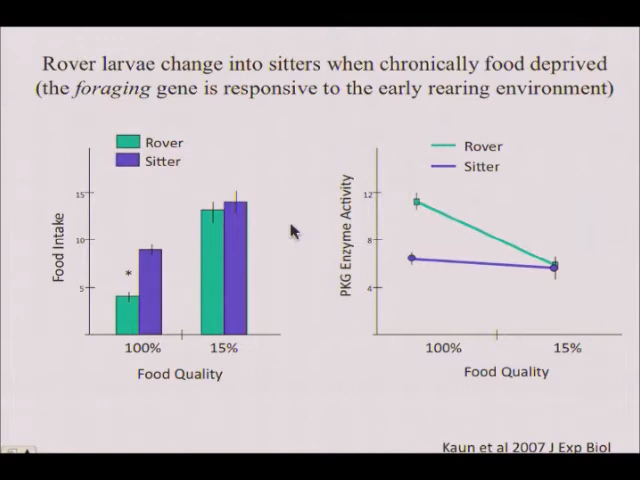 Rover larvae change into sitters when chronically food deprived
(the foraging gene is responsive to the early rearing environment)
Rover
Sitter
Food Intake
15
10
5
*
100%
15%
Food Quality
Rover
Sitter
PKG Enzyme Activity
12
8
4
100%
15%
Food Quality
Kaun et al 2007 J Exp Biol